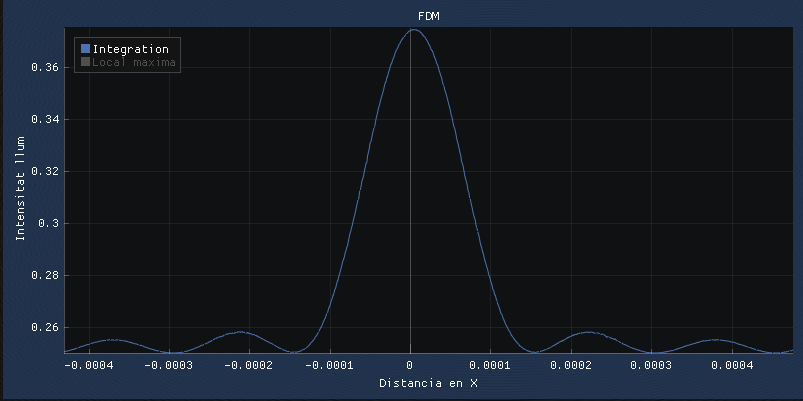 FDM
Integration
Local maxima
0.36
0.34
0.32
0.3
0.28
0.26
Intensitat llum
-0.0004 -0.0003 -0.0002 -0.0001 0 0.0001 0.0002 0.0003 0.0004
Distancia en X